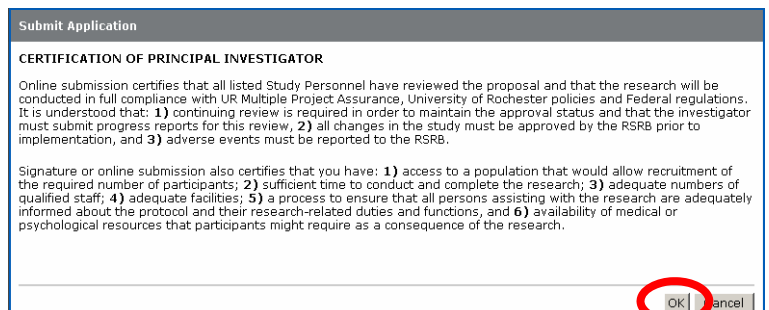 Submit Application
CERTIFICATION OF PRINCIPAL INVESTIGATOR
Online submission certifies that all listed Study Personnel have reviewed the proposal and that the research will be
conducted in full compliance with UR Multiple Project Assurance, University of Rochester policies and Federal regulations.
It is understood that: 1) continuing review is required in order to maintain the approval status and that the investigator
must submit progress reports for this review, 2) all changes in the study must be approved by the RSRB prior to
implementation, and 3) adverse events must be reported to the RSRB.
Signature or online submission also certifies that you have: 1) access to a population that would allow recruitment of
the required number of participants; 2) sufficient time to conduct and complete the research; 3) adequate numbers of
qualified staff; 4) adequate facilities; 5) a process to ensure that all persons assisting with the research are adequately
informed about the protocol and their research-related duties and functions, and 6) availability of medical or
psychological resources that participants might require as a consequence of the research.
OK Cancel